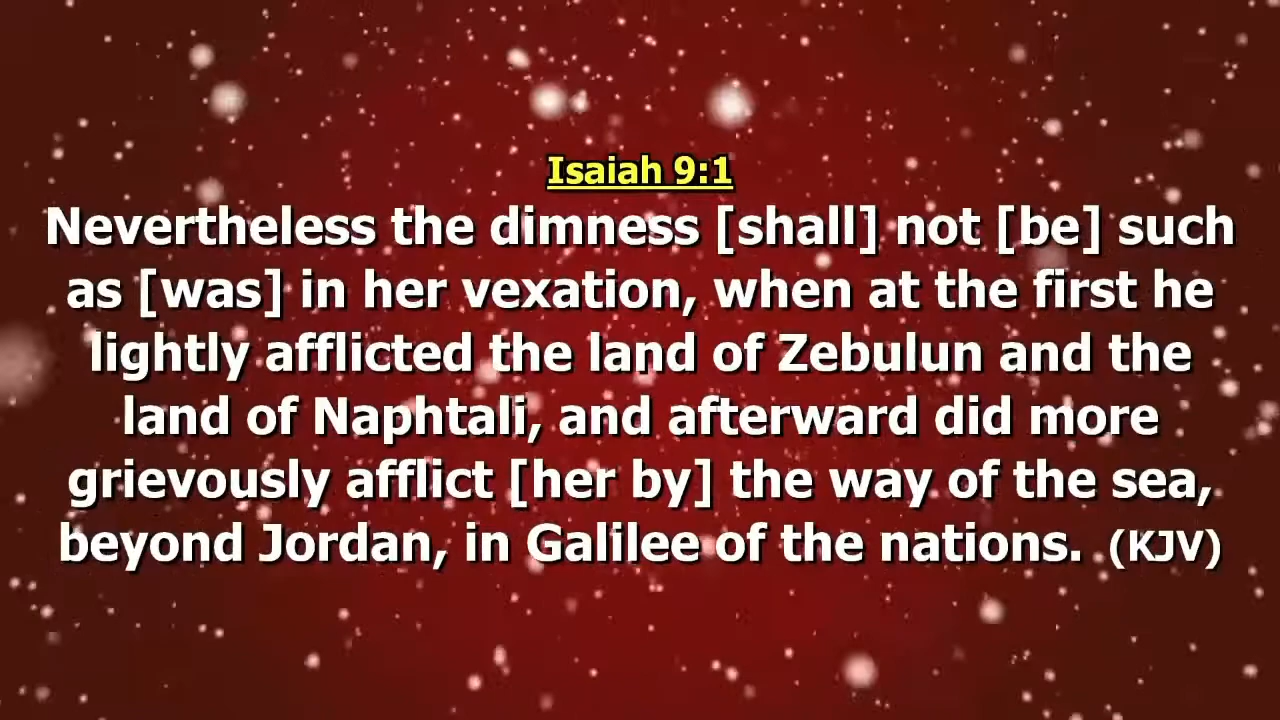 Isaiah 9:1
Nevertheless the dimness [shall] not [be] such
as [was] in her vexation, when at the first he
lightly afflicted the land of Zebulun and the
land of Naphtali, and afterward did more
grievously afflict [her by] the way of the sea,
beyond Jordan, in Galilee of the nations. (KJV)